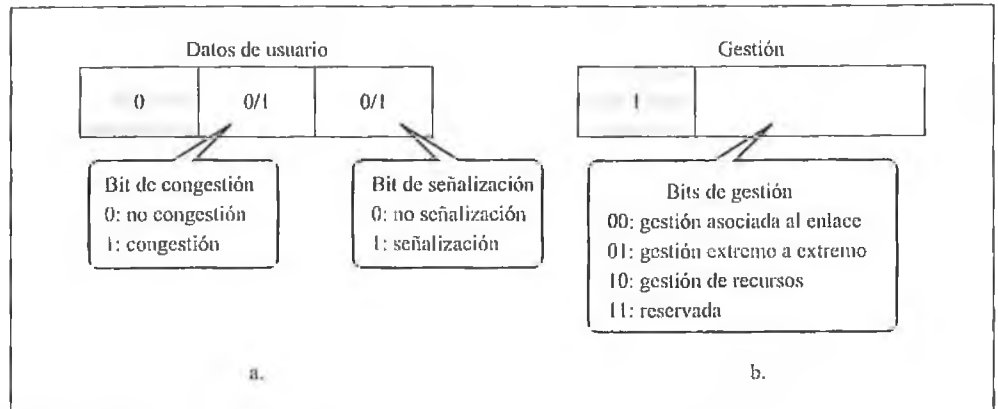 Datos de usuario
0
0/1
0/1
Bit de congestión
0: no congestión
1: congestión
Bit de señalización
0: no señalización
1: señalización
a.
Gestión
1
Bits de gestión
00: gestión asociada al enlace
01: gestión extremo a extremo
10: gestión de recursos
11: reservada
b.